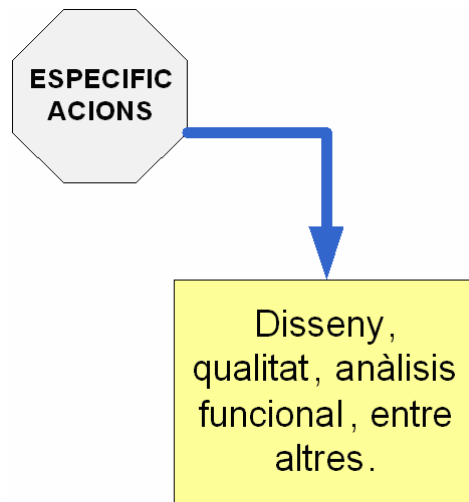 ESPECIFIC
ACIONS
Disseny,
qualitat, anàlisis
funcional, entre
altres.